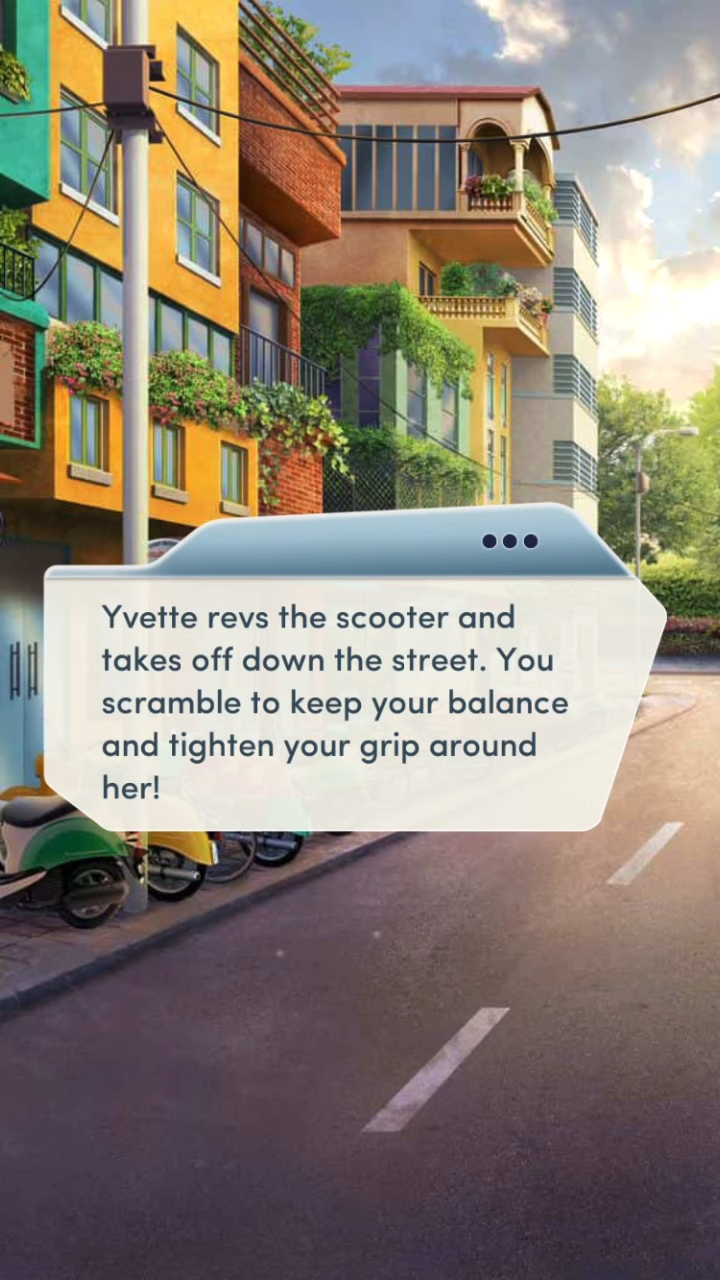 Yvette revs the scooter and
takes off down the street. You
scramble to keep your balance
and tighten your grip around
her!